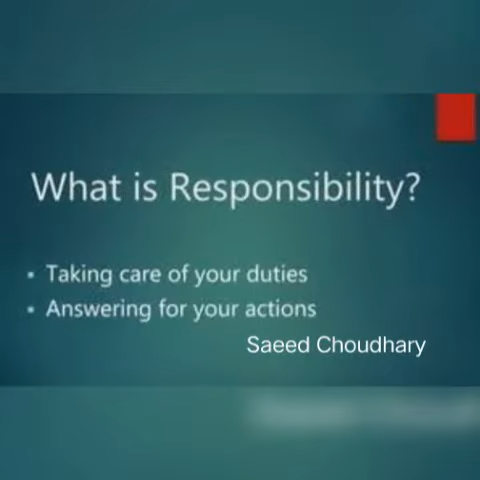 What is Responsibility?
▪ Taking care of your duties
▪ Answering for your actions
Saeed Choudhary